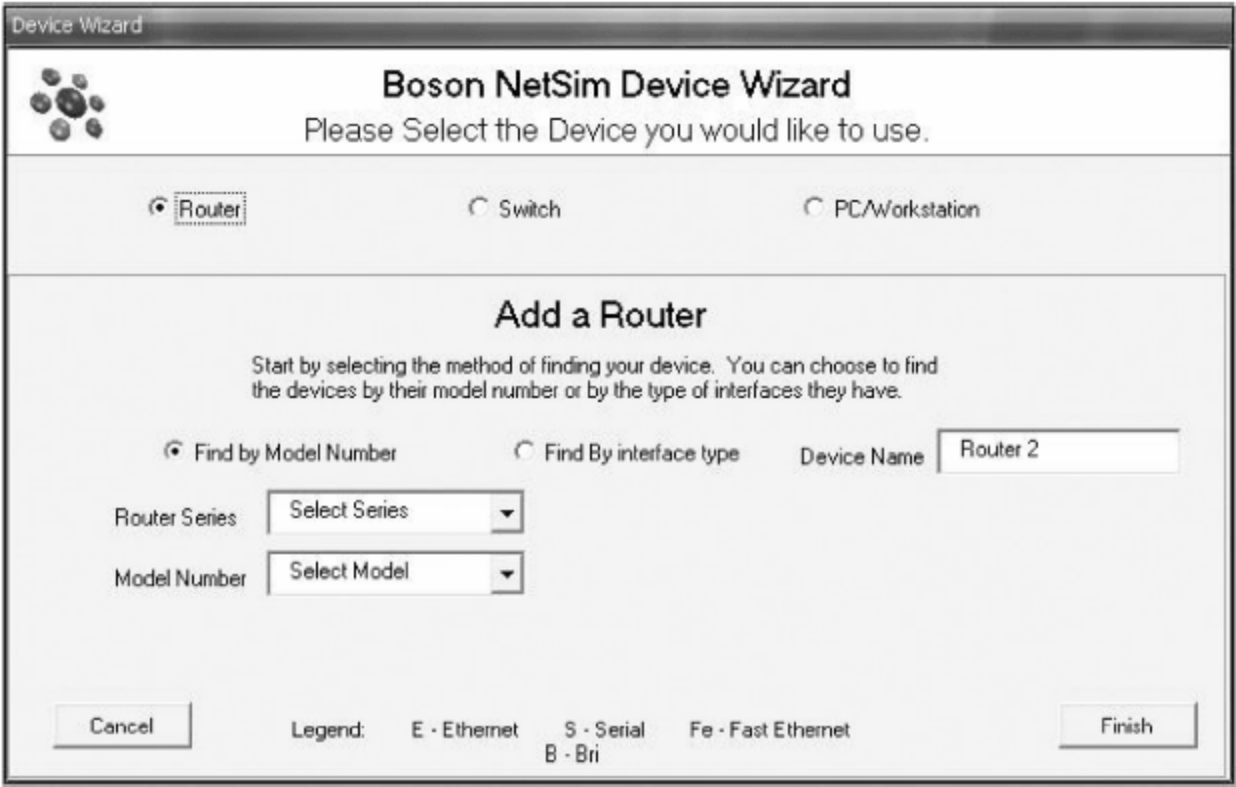 Device Wizard
Boson NetSim Device Wizard
Please Select the Device you would like to use.
Router
Switch
PC/Workstation
Add a Router
Start by selecting the method of finding your device. You can choose to find
the devices by their model number or by the type of interfaces they have.
Find by Model Number
Find By interface type
Device Name
Router 2
Router Series
Select Series
Model Number
Select Model
Cancel
Legend: E - Ethernet S - Serial Fe - Fast Ethernet
B - Bri
Finish